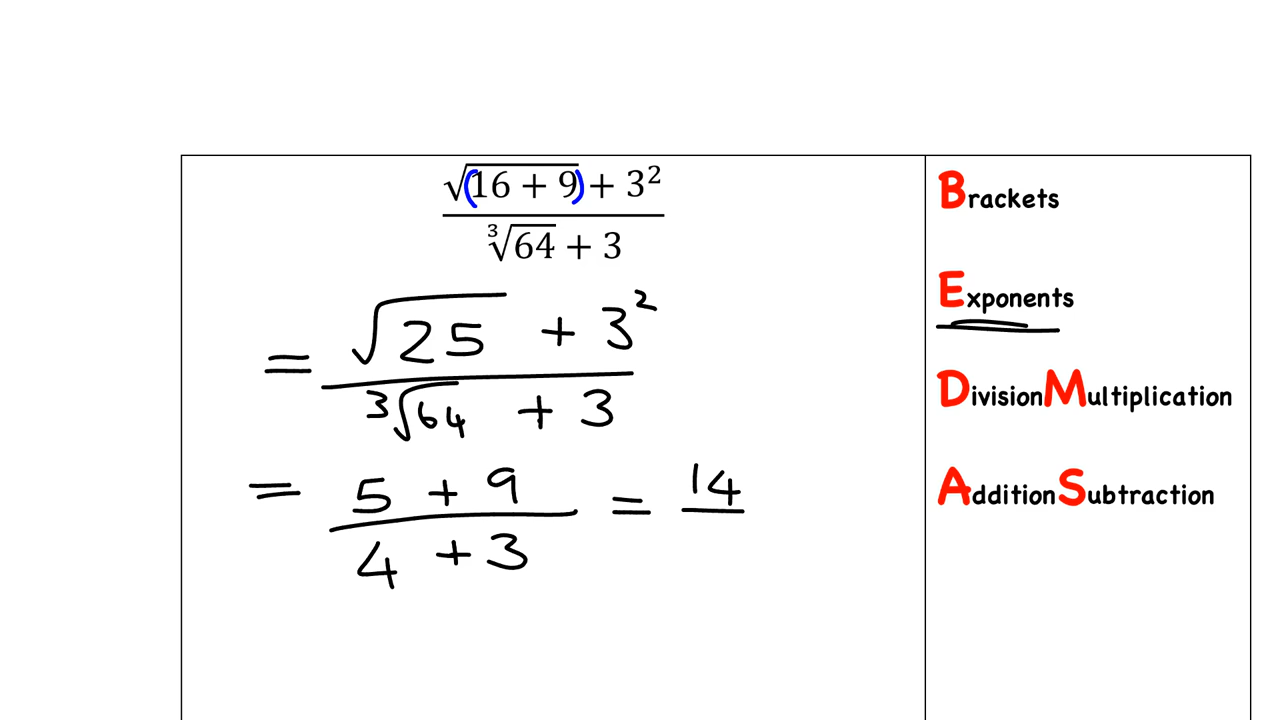 √(16 + 9) + 3²
∛64 + 3
= √25 + 3²
³√64 + 3
= 5 + 9 = 14
4 + 3
Brackets
Exponents
DivisionMultiplication
AdditionSubtraction